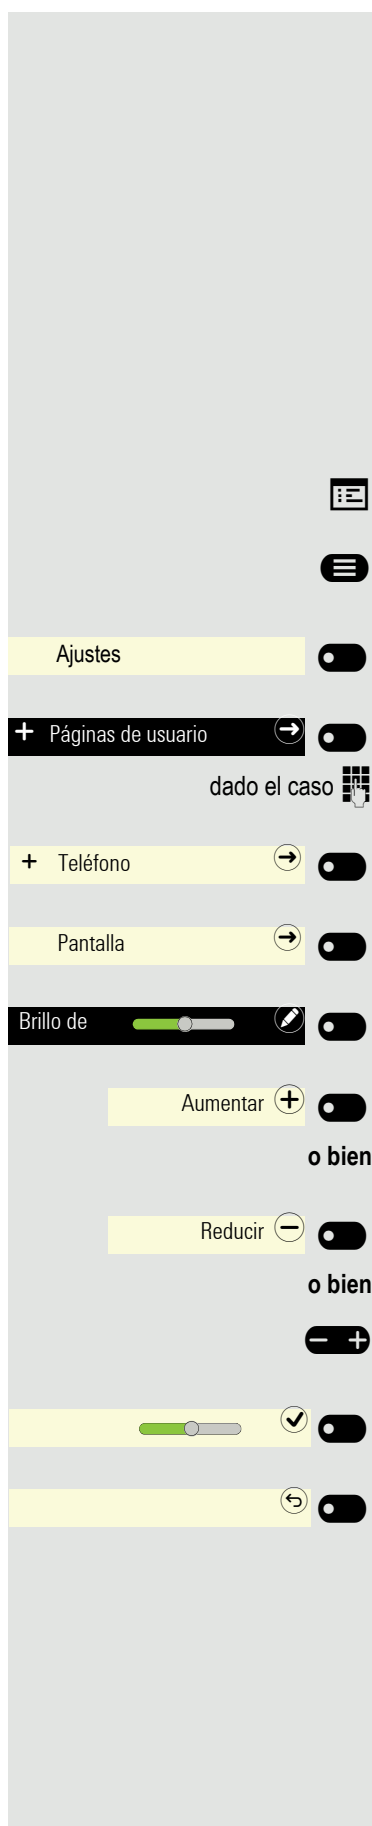 Ajustes
+ Páginas de usuario
dado el caso
+ Teléfono
Pantalla
Brillo de
Aumentar
o bien
Reducir
o bien